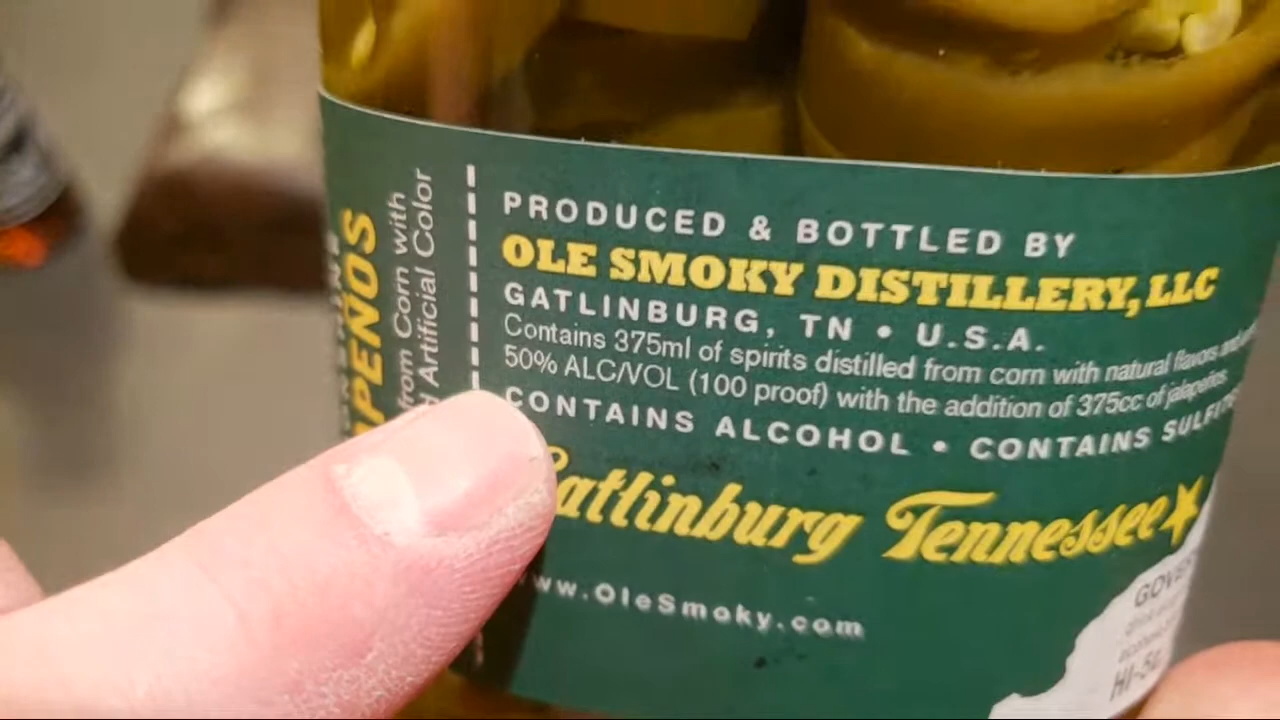 from Corn with
Artificial Color
PRODUCED & BOTTLED BY
OLE SMOKY DISTILLERY, LLC
GATLINBURG, TN • U.S.A.
Contains 375ml of spirits distilled from corn with natural flavors and
50% ALC/VOL (100 proof) with the addition of 375cc of jalapeños.
CONTAINS ALCOHOL • CONTAINS
Gatlinburg Tennessee
www.OleSmoky.com